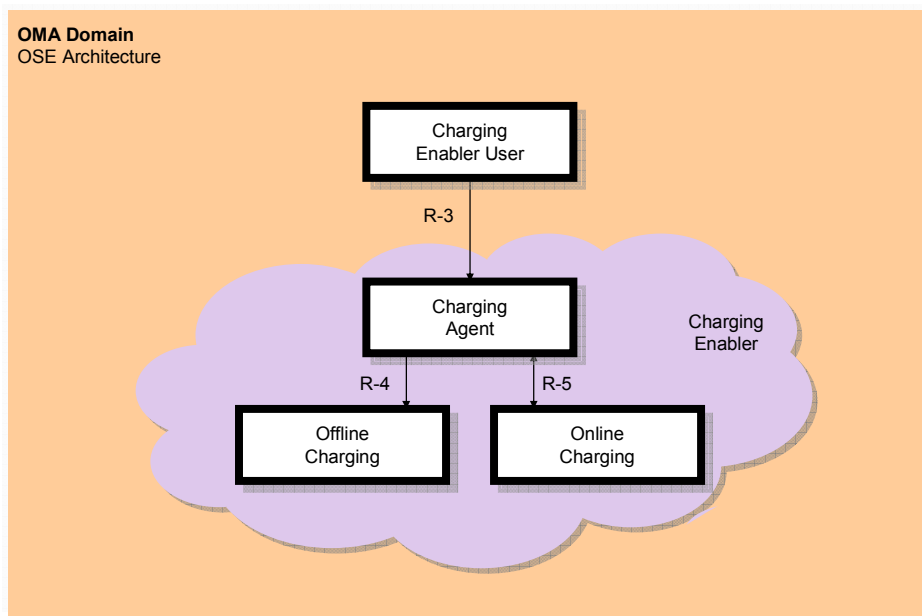 OMA Domain
OSE Architecture
Charging
Enabler User
R-3
Charging
Agent
Charging
Enabler
R-4
R-5
Offline
Charging
Online
Charging